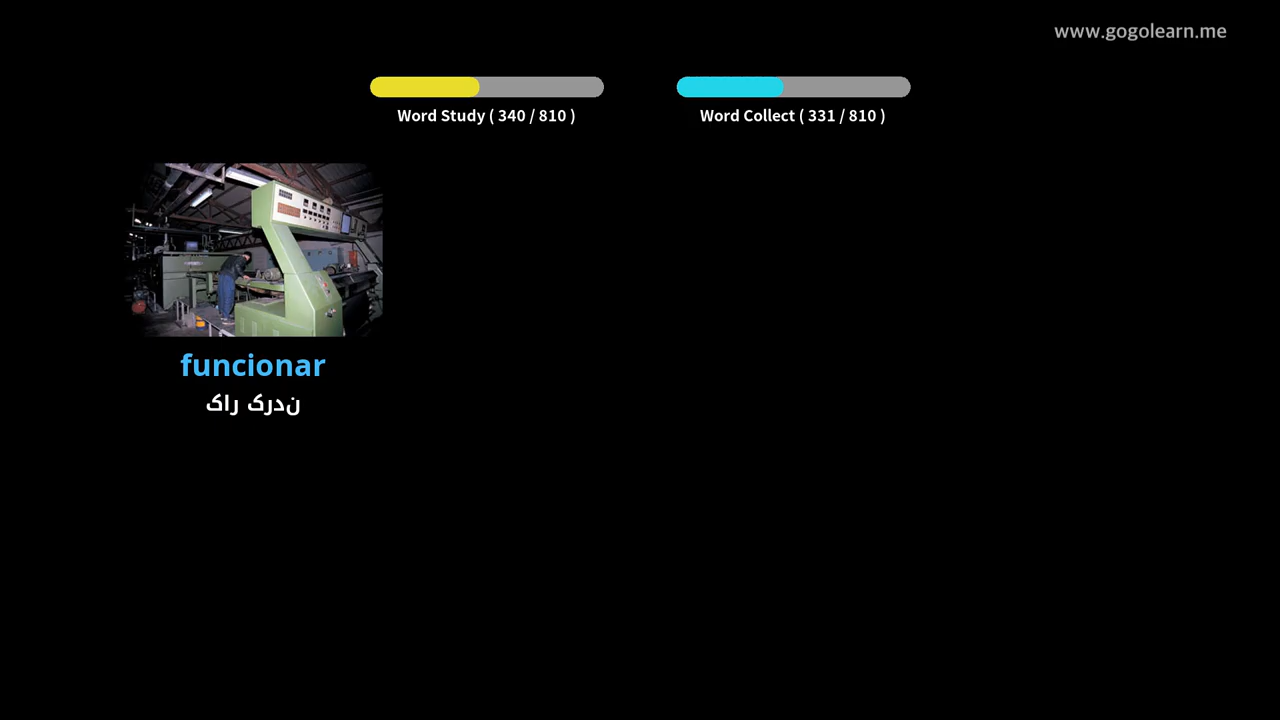 www.gogolearn.me
Word Study ( 340 / 810 )
Word Collect ( 331 / 810 )
funcionar
ندرک راک